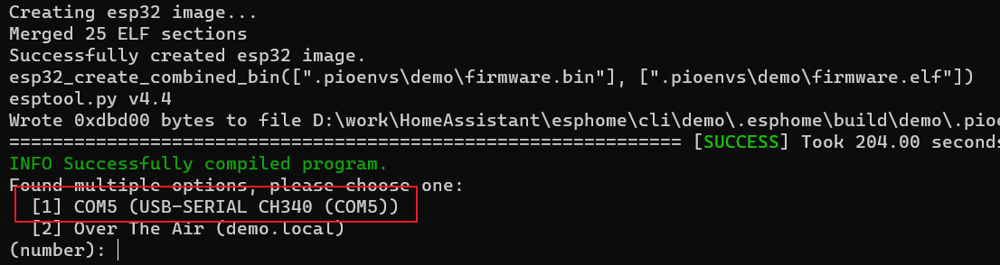 Creating esp32 image...
Merged 25 ELF sections
Successfully created esp32 image.
esp32_create_combined_bin([".pioenvs\demo\firmware.bin"], [".pioenvs\demo\firmware.elf"])
esptool.py v4.4
Wrote 0xdbd00 bytes to file D:\work\HomeAssistant\esphome\cli\demo\.esphome\build\demo\.pioe
============================================================== [SUCCESS] Took 204.00 seconds
INFO Successfully compiled program.
Found multiple options, please choose one:
[1] COM5 (USB-SERIAL CH340 (COM5))
[2] Over The Air (demo.local)
(number):